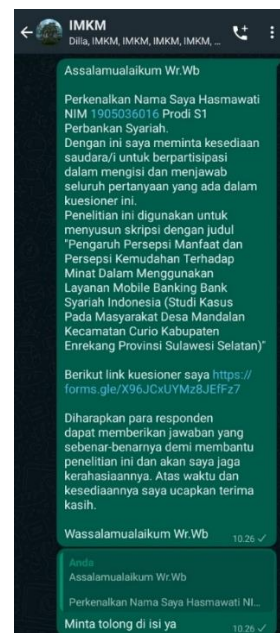 IMKM
Dilla, IMKM, IMKM, IMKM, IMKM, ...
Assalamualaikum Wr.Wb
Perkenalkan Nama Saya Hasmawati
NIM 1905036016 Prodi S1
Perbankan Syariah.
Dengan ini saya meminta kesediaan
saudara/i untuk berpartisipasi
dalam mengisi dan menjawab
seluruh pertanyaan yang ada dalam
kuesioner ini.
Penelitian ini digunakan untuk
menyusun skripsi dengan judul
"Pengaruh Persepsi Manfaat dan
Persepsi Kemudahan Terhadap
Minat Dalam Menggunakan
Layanan Mobile Banking Bank
Syariah Indonesia (Studi Kasus
Pada Masyarakat Desa Mandalan
Kecamatan Curio Kabupaten
Enrekang Provinsi Sulawesi Selatan)"
Berikut link kuesioner saya https://
forms.gle/X96JCxUYMz8JEfFz7
Diharapkan para responden
dapat memberikan jawaban yang
sebenar-benarnya demi membantu
penelitian ini dan akan saya jaga
kerahasiaannya. Atas waktu dan
kesediaannya saya ucapkan terima
kasih.
Wassalamualaikum Wr.Wb
10.26
Anda
Assalamualaikum Wr.Wb
Perkenalkan Nama Saya Hasmawati NI...
Minta tolong di isi ya
10.26